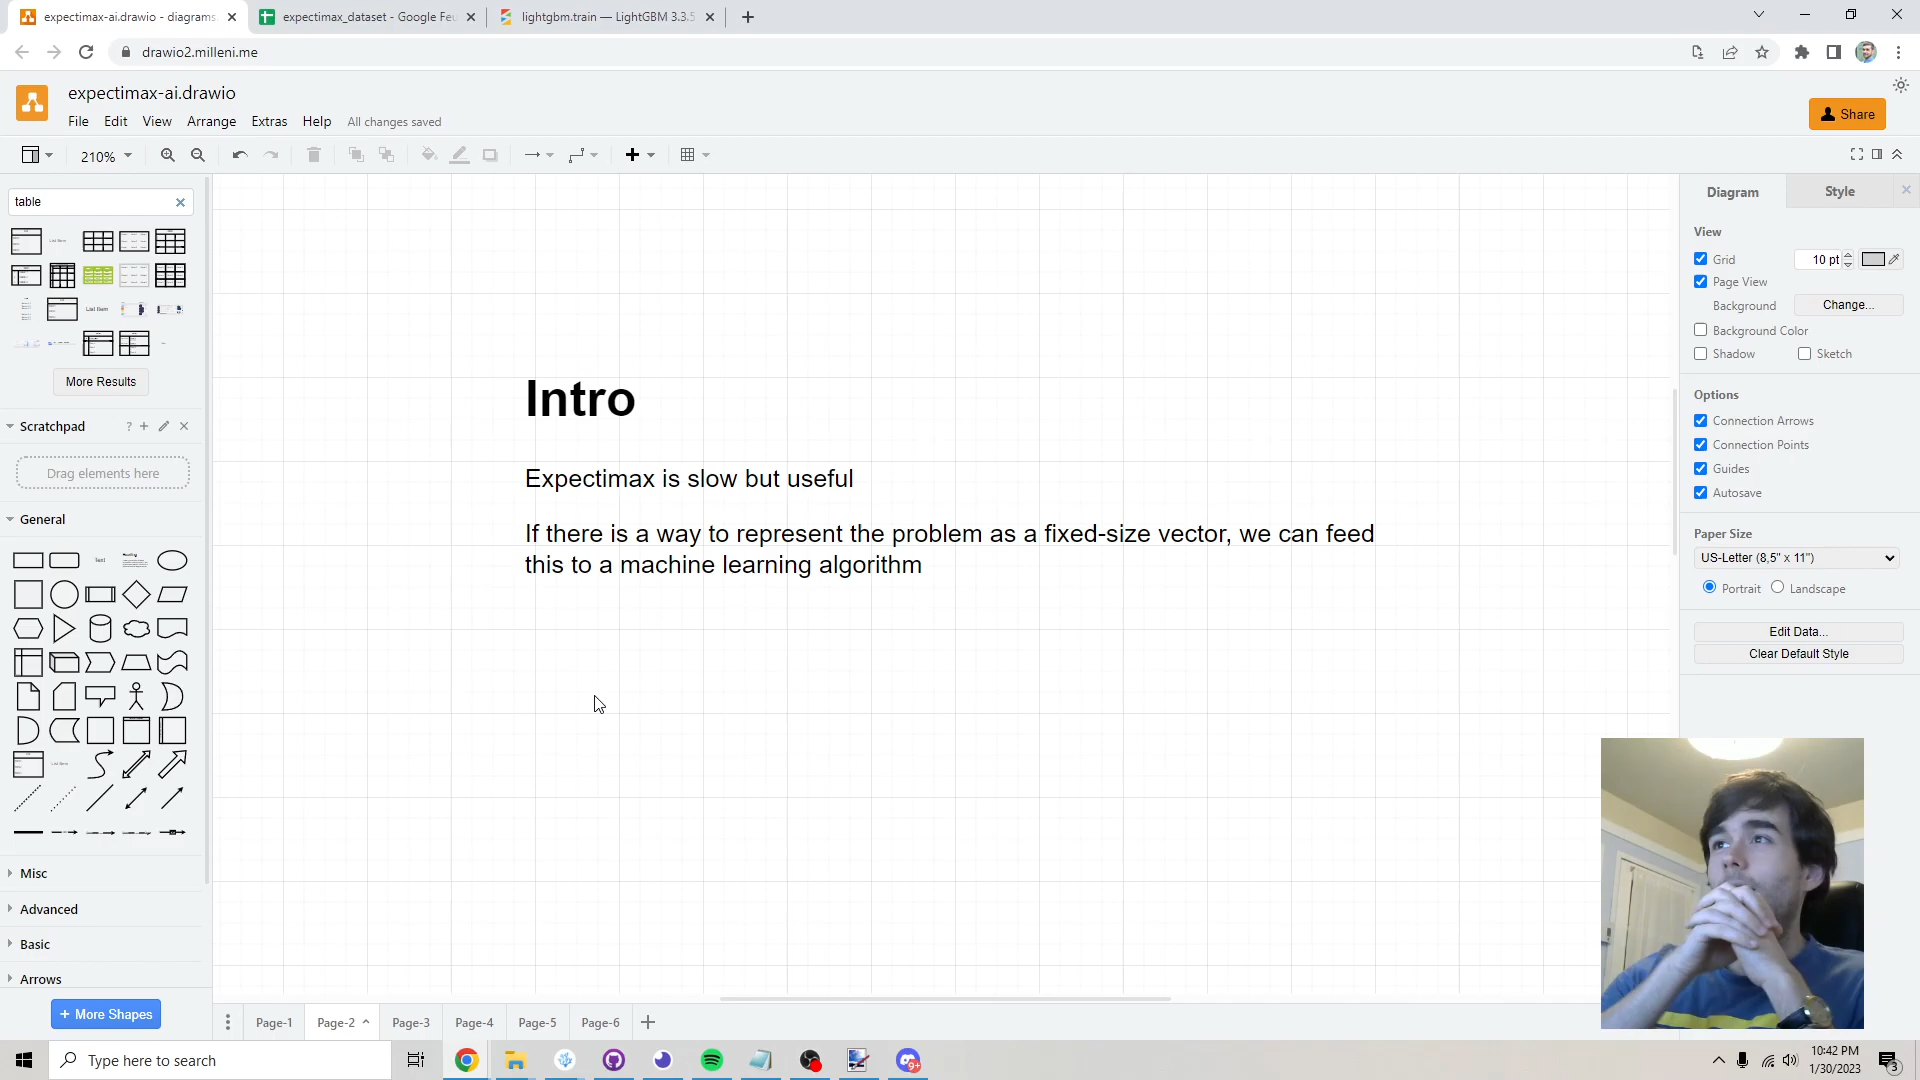 expectimax-ai.drawio - diagrams.
expectimax_dataset - Google Feu
lightgbm.train — LightGBM 3.3.5
drawio2.milleni.me
expectimax-ai.drawio
File Edit View Arrange Extras Help All changes saved
Share
210%
table
More Results
Scratchpad
Drag elements here
General
Misc
Advanced
Basic
Arrows
+ More Shapes
Intro
Expectimax is slow but useful
If there is a way to represent the problem as a fixed-size vector, we can feed
this to a machine learning algorithm
Diagram Style
View
Grid 10 pt
Page View
Background Change...
Background Color
Shadow Sketch
Options
Connection Arrows
Connection Points
Guides
Autosave
Paper Size
US-Letter (8,5" x 11")
Portrait Landscape
Edit Data...
Clear Default Style
Page-1 Page-2 Page-3 Page-4 Page-5 Page-6
Type here to search
10:42 PM
1/30/2023
3